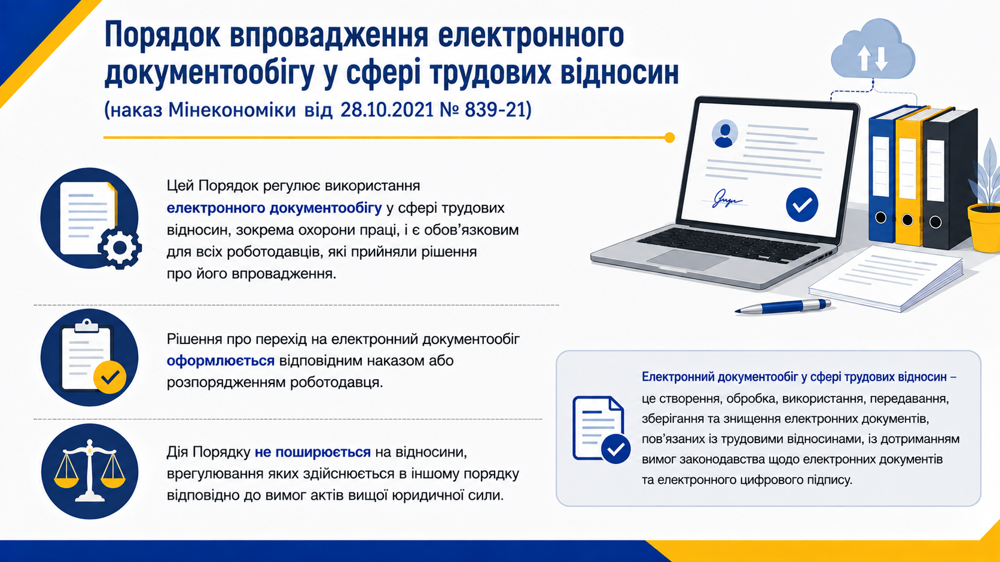 Порядок впровадження електронного
документообігу у сфері трудових відносин
(наказ Мінекономіки від 28.10.2021 № 839-21)
Цей Порядок регулює використання
електронного документообігу у сфері трудових
відносин, зокрема охорони праці, і є обов’язковим
для всіх роботодавців, які прийняли рішення
про його впровадження.
Рішення про перехід на електронний документообіг
оформлюється відповідним наказом або
розпорядженням роботодавця.
Дія Порядку не поширюється на відносини,
врегулювання яких здійснюється в іншому порядку
відповідно до вимог актів вищої юридичної сили.
Електронний документообіг у сфері трудових відносин –
це створення, обробка, використання, передавання,
зберігання та знищення електронних документів,
пов’язаних із трудовими відносинами, із дотриманням
вимог законодавства щодо електронних документів
та електронного цифрового підпису.